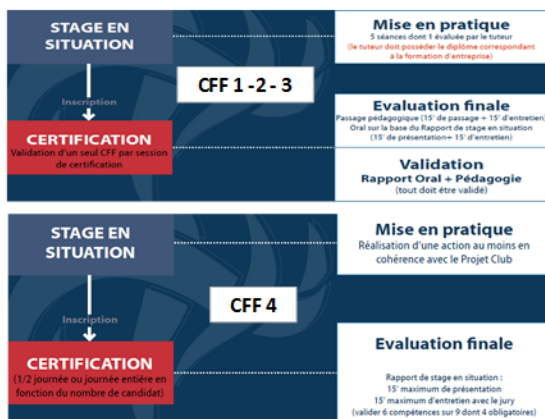 STAGE EN
SITUATION
Mise en pratique
5 séances dont 1 évaluée par le tuteur
(le tuteur doit posséder le diplôme correspondant
à la formation d'entreprise)
CFF 1 -2 - 3
Inscription
CERTIFICATION
Validation d'un seul CFF par session
de certification
Evaluation finale
Passage pédagogique (15' de passage + 15' d'entretien)
Oral sur la base du Rapport de stage en situation
(15' de présentation+ 15' d'entretien)
Validation
Rapport Oral + Pédagogie
(tout doit être validé)
STAGE EN
SITUATION
Mise en pratique
Réalisation d'une action au moins en
cohérence avec le Projet Club
CFF 4
Inscription
CERTIFICATION
(1/2 journée ou journée entière en
fonction du nombre de candidat)
Evaluation finale
Rapport de stage en situation :
15' maximum de présentation
15' maximum d'entretien avec le jury
(valider 6 compétences sur 9 dont 4 obligatoires)